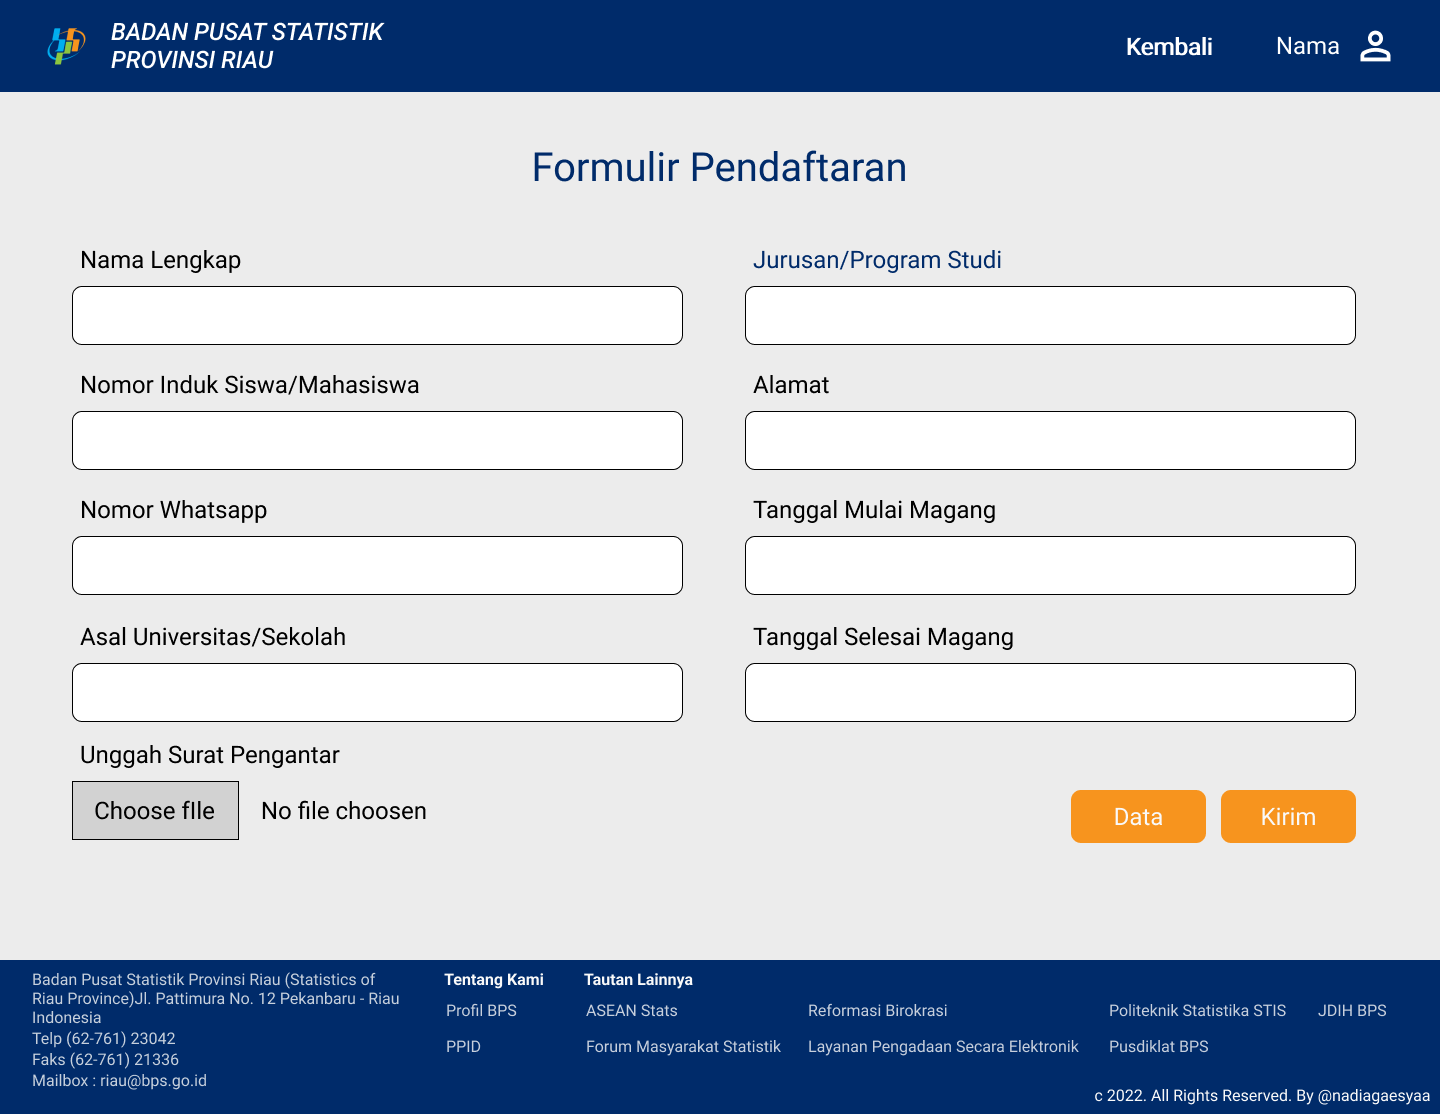 BADAN PUSAT STATISTIK
PROVINSI RIAU
Kembali
Nama
Formulir Pendaftaran
Nama Lengkap
Jurusan/Program Studi
Nomor Induk Siswa/Mahasiswa
Alamat
Nomor Whatsapp
Tanggal Mulai Magang
Asal Universitas/Sekolah
Tanggal Selesai Magang
Unggah Surat Pengantar
Choose fIle
No file choosen
Data
Kirim
Badan Pusat Statistik Provinsi Riau (Statistics of
Riau Province)Jl. Pattimura No. 12 Pekanbaru - Riau
Indonesia
Telp (62-761) 23042
Faks (62-761) 21336
Mailbox : riau@bps.go.id
Tentang Kami
Profil BPS
PPID
Tautan Lainnya
ASEAN Stats
Reformasi Birokrasi
Politeknik Statistika STIS
JDIH BPS
Forum Masyarakat Statistik
Layanan Pengadaan Secara Elektronik
Pusdiklat BPS
c 2022. All Rights Reserved. By @nadiagaesyaa